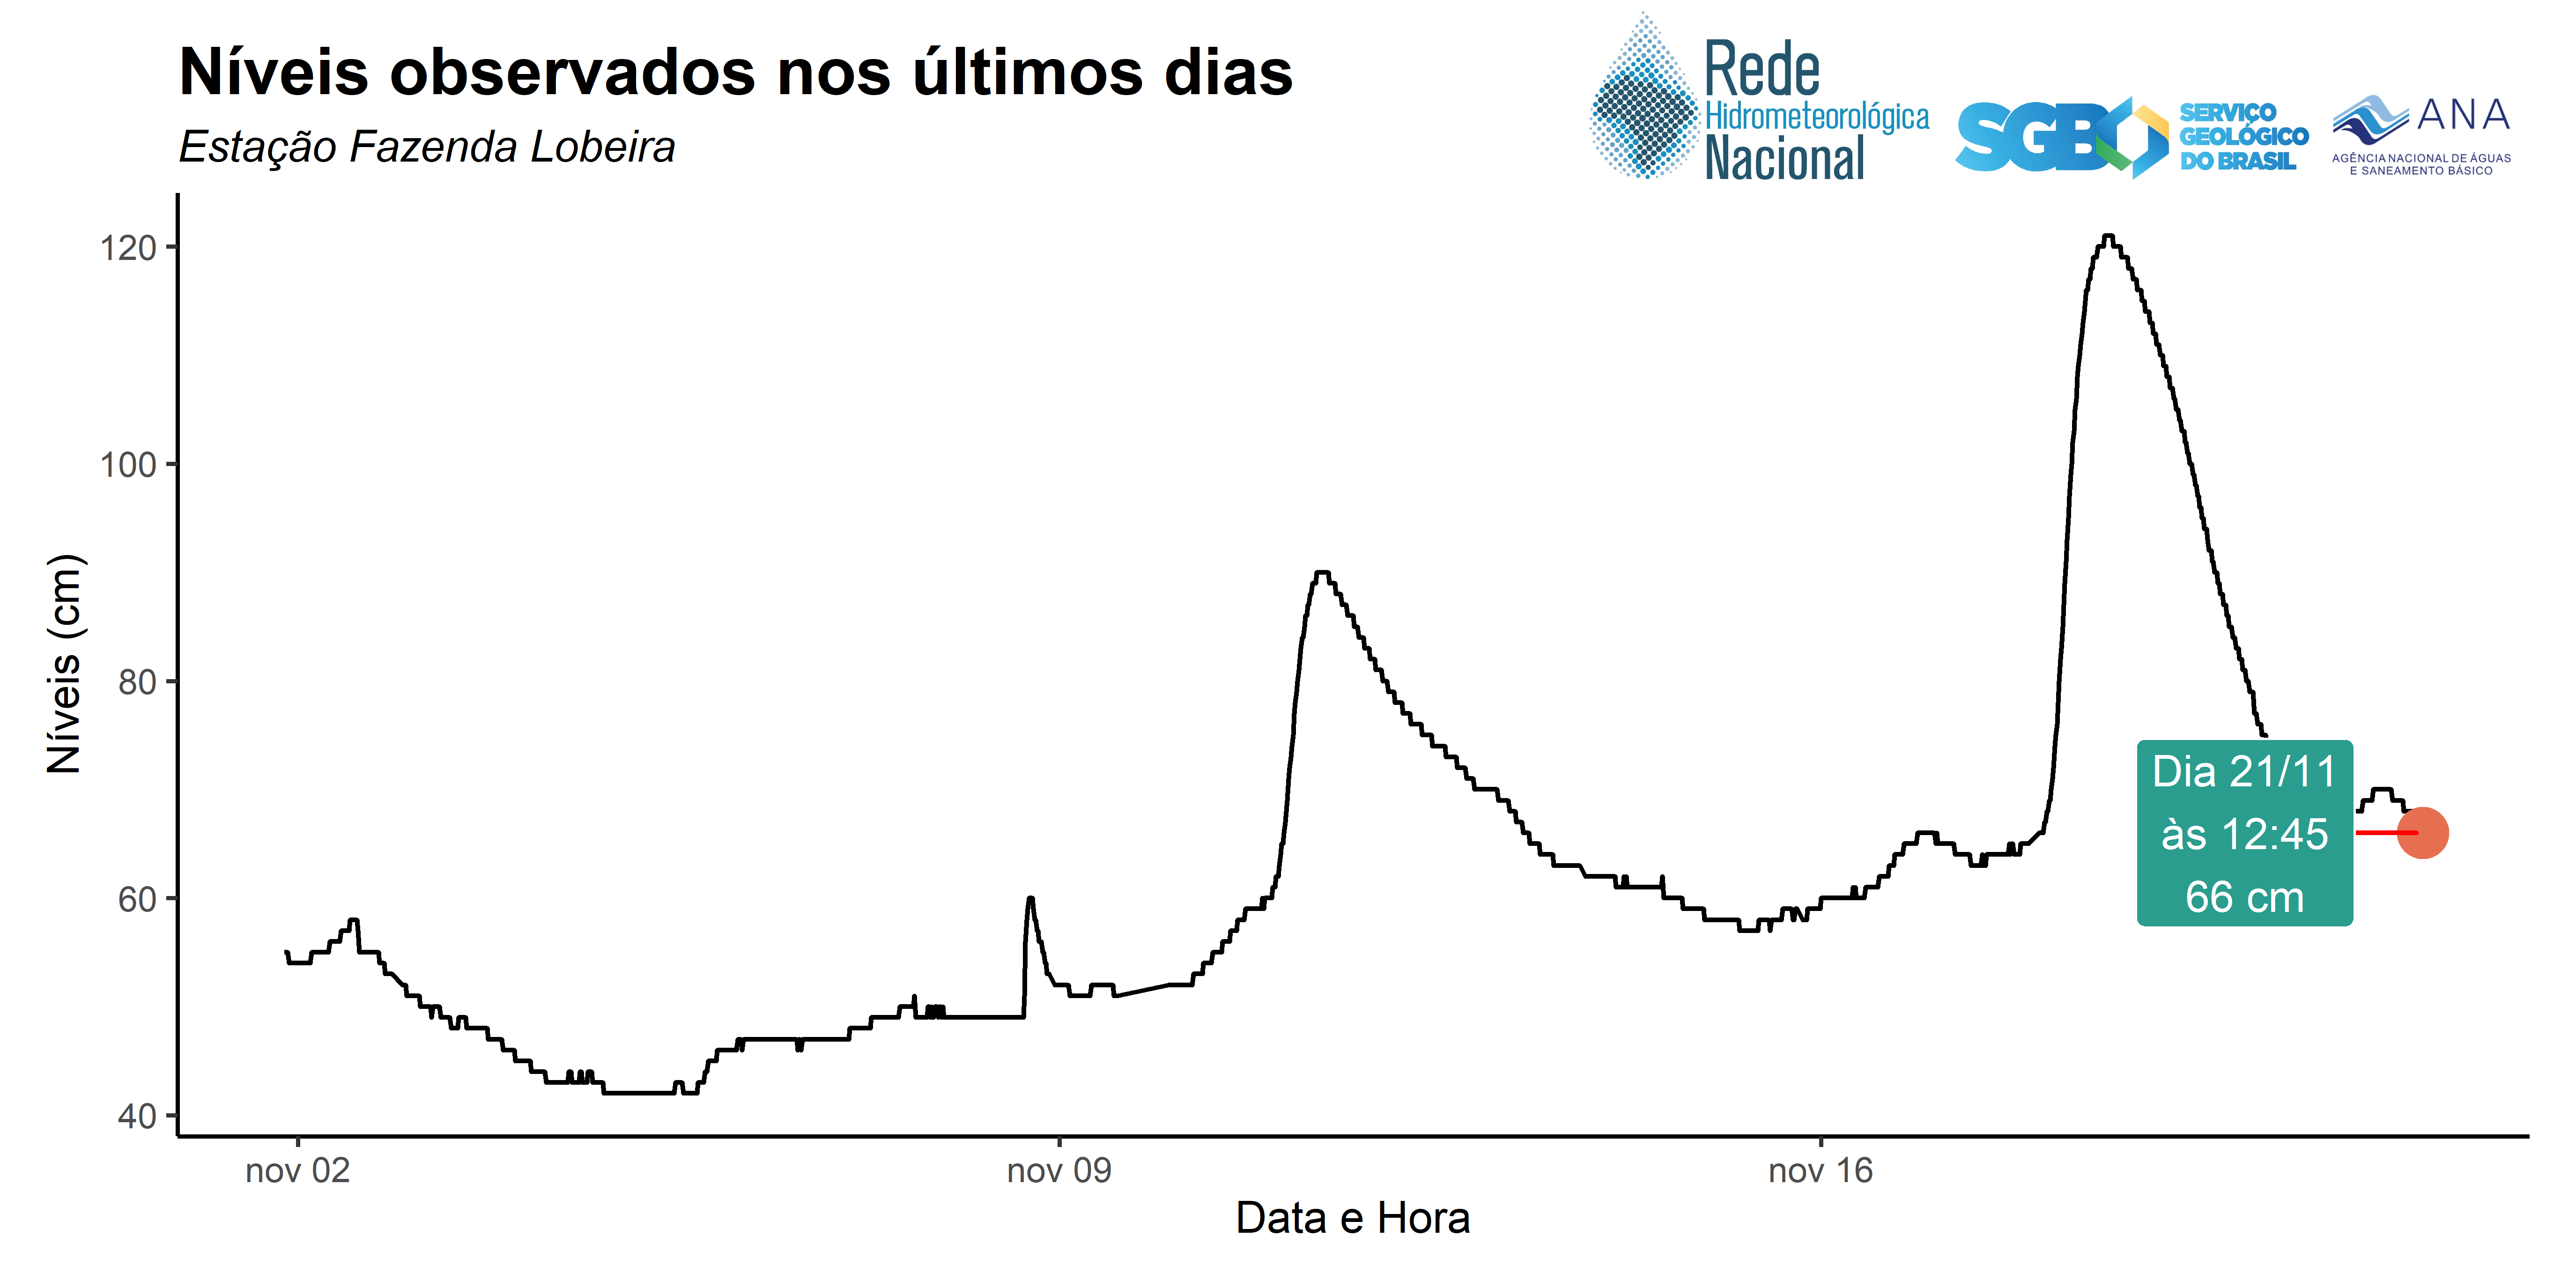 Níveis observados nos últimos dias
Estação Fazenda Lobeira
Rede
Hidrometeorológica
Nacional
SGB
SERVIÇO
GEOLÓGICO
DO BRASIL
ANA
AGÊNCIA NACIONAL DE ÁGUAS
E SANEAMENTO BÁSICO
Níveis (cm)
120
100
80
60
40
Dia 21/11
às 12:45
66 cm
nov 02
nov 09
nov 16
Data e Hora